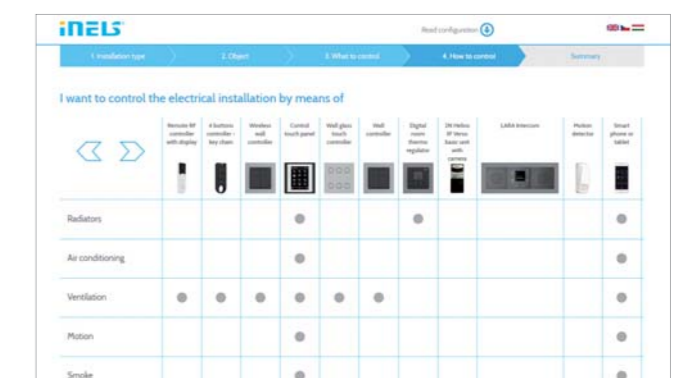 iNELS
Read configuration
1. Installation type
2. Object
3. What to control
4. How to control
Summary
I want to control the electrical installation by means of
Remote RF
controller
with display
4 buttons
controller -
key chain
Wireless
wall
controller
Control
touch panel
Wall glass
touch
controller
Wall
controller
Digital
room
thermo
regulator
2N Helios
IP Verso
basic unit
with
camera
LARA Intercom
Motion
detector
Smart
phone or
tablet
Radiators
Air conditioning
Ventilation
Motion
Smoke